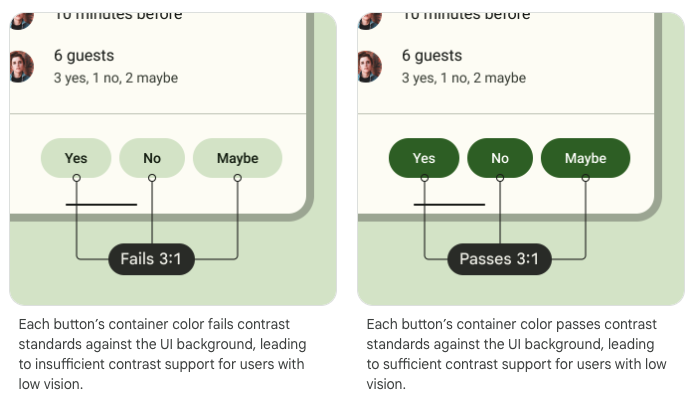 10 minutes before
6 guests
3 yes, 1 no, 2 maybe
Yes
No
Maybe
Fails 3:1
Each button's container color fails contrast
standards against the UI background, leading
to insufficient contrast support for users with
low vision.
10 minutes before
6 guests
3 yes, 1 no, 2 maybe
Yes
No
Maybe
Passes 3:1
Each button's container color passes contrast
standards against the UI background, leading
to sufficient contrast support for users with low
vision.